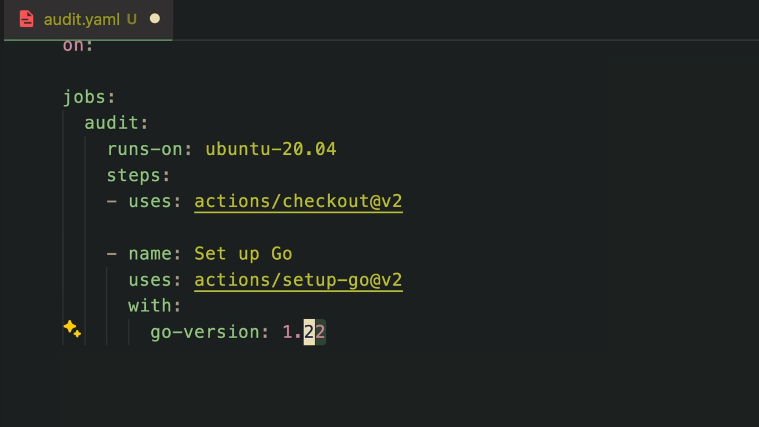 audit.yaml U
on:
jobs:
audit:
runs-on: ubuntu-20.04
steps:
- uses: actions/checkout@v2
- name: Set up Go
uses: actions/setup-go@v2
with:
go-version: 1.22